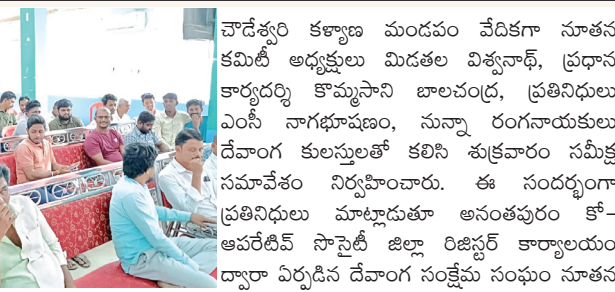 చౌడేశ్వరి కళ్యాణ మండపం వేదికగా నూతన
కమిటీ అధ్యక్షులు మిడతల విశ్వనాథ్, ప్రధాన
కార్యదర్శి కొమ్మసాని బాలచంద్ర, ప్రతినిధులు
ఎంసీ నాగభూషణం, నున్నా రంగనాయకులు
దేవాంగ కులస్తులతో కలిసి శుక్రవారం సమీక్ష
సమావేశం నిర్వహించారు. ఈ సందర్భంగా
ప్రతినిధులు మాట్లాడుతూ అనంతపురం కో-
ఆపరేటివ్ సొసైటీ జిల్లా రిజిస్టర్ కార్యాలయం
ద్వారా ఏర్పడిన దేవాంగ సంక్షేమ సంఘం నూతన